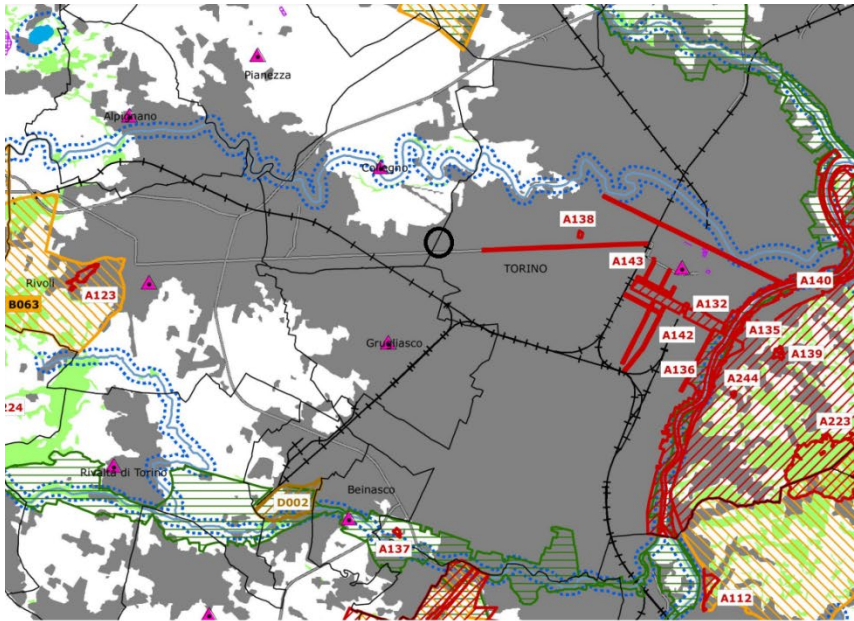 Pianezza
Alpignano
Collegno
A138
TORINO
A143
A140
Rivoli
A123
B063
A132
A135
A142
Grugliasco
A139
A136
A244
224
A223
Rivalta di Torino
Beinasco
D002
A137
A112